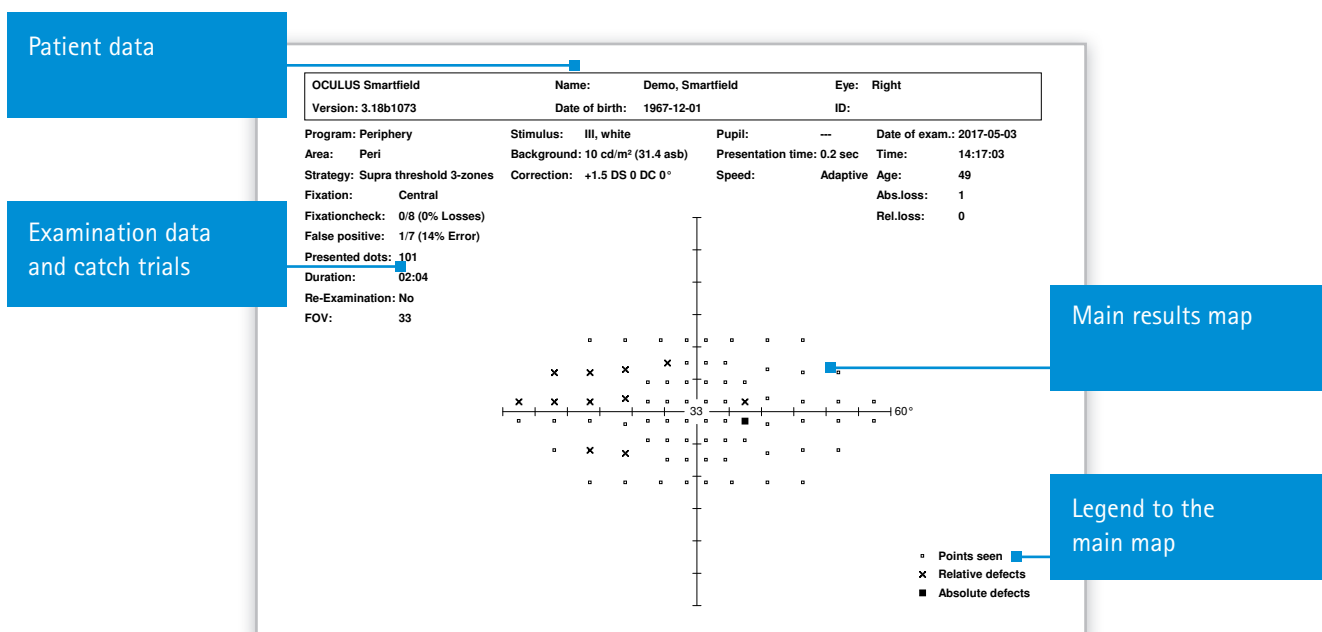 Patient data
OCULUS Smartfield Name: Demo, Smartfield Eye: Right
Version: 3.18b1073 Date of birth: 1967-12-01 ID:
Program: Periphery Stimulus: III, white Pupil: --- Date of exam.: 2017-05-03
Area: Peri Background: 10 cd/m² (31.4 asb) Presentation time: 0.2 sec Time: 14:17:03
Strategy: Supra threshold 3-zones Correction: +1.5 DS 0 DC 0° Speed: Adaptive Age: 49
Fixation: Central Abs.loss: 1
Fixationcheck: 0/8 (0% Losses) Rel.loss: 0
False positive: 1/7 (14% Error)
Presented dots: 101
Duration: 02:04
Re-Examination: No
FOV: 33
Examination data
and catch trials
Main results map
33 60°
Legend to the
main map
Points seen
Relative defects
Absolute defects